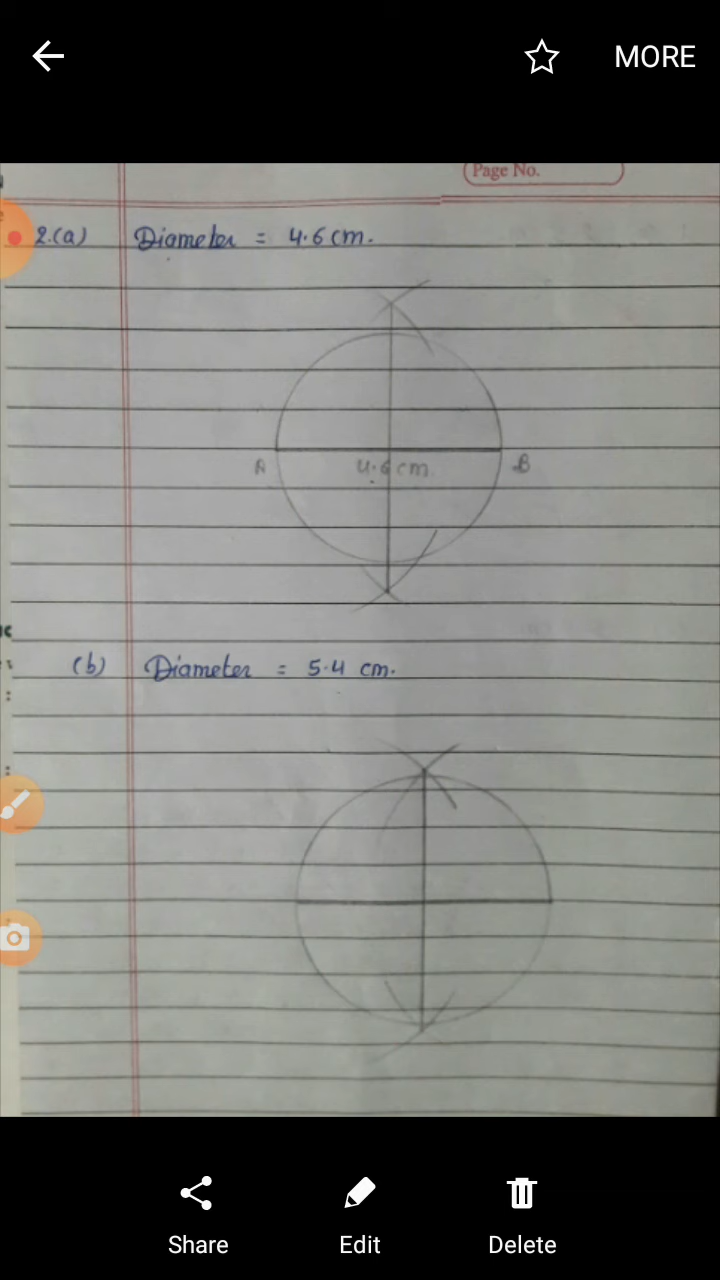 MORE
Page No.
2.(a) Diameter = 4.6 cm.
A 4.6 cm B
(b) Diameter = 5.4 cm.
Share Edit Delete